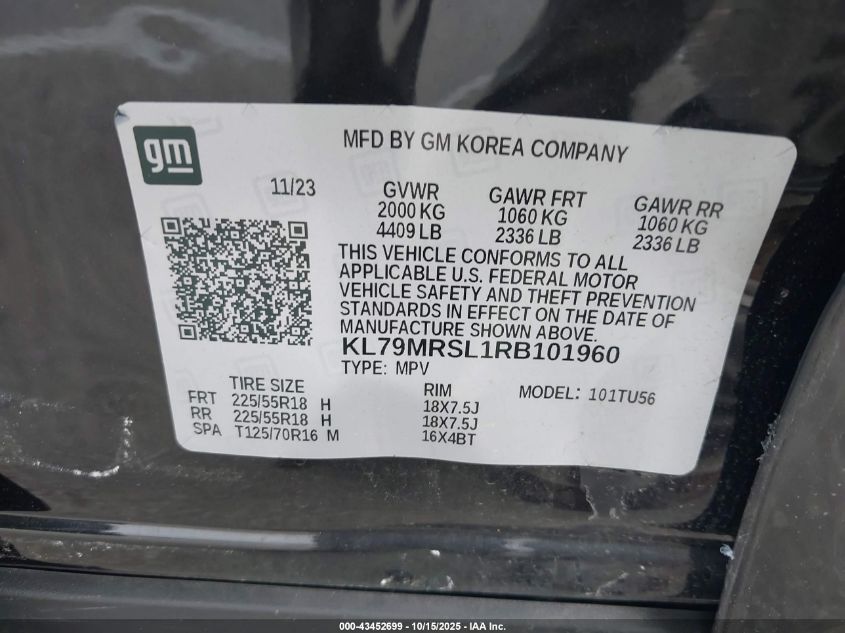 gm
MFD BY GM KOREA COMPANY
11/23
GVWR
2000 KG
4409 LB
GAWR FRT
1060 KG
2336 LB
GAWR RR
1060 KG
2336 LB
THIS VEHICLE CONFORMS TO ALL
APPLICABLE U.S. FEDERAL MOTOR
VEHICLE SAFETY AND THEFT PREVENTION
STANDARDS IN EFFECT ON THE DATE OF
MANUFACTURE SHOWN ABOVE.
KL79MRSL1RB101960
TYPE: MPV
MODEL: 101TU56
TIRE SIZE RIM
FRT 225/55R18 H 18X7.5J
RR 225/55R18 H 18X7.5J
SPA T125/70R16 M 16X4BT
000-43452699 - 10/15/2025 - IAA Inc.